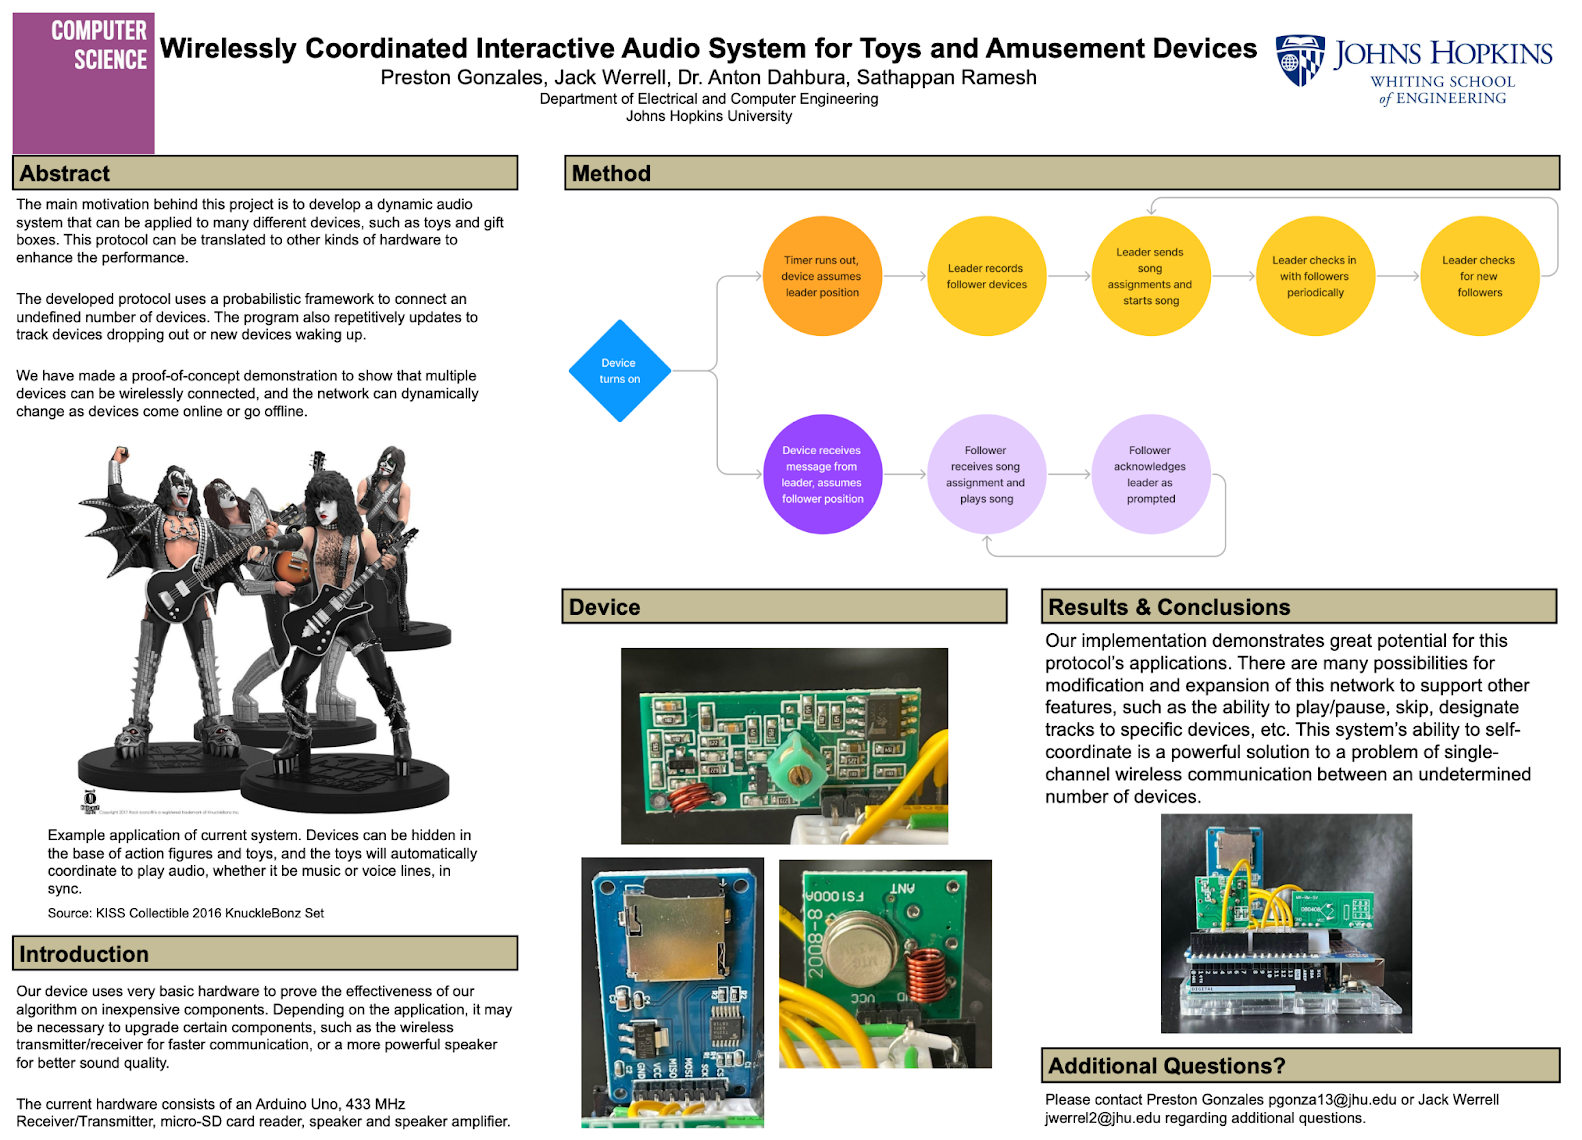 COMPUTER
SCIENCE
Wirelessly Coordinated Interactive Audio System for Toys and Amusement Devices
Preston Gonzales, Jack Werrell, Dr. Anton Dahbura, Sathappan Ramesh
Department of Electrical and Computer Engineering
Johns Hopkins University
JOHNS HOPKINS
WHITING SCHOOL
of ENGINEERING
Abstract
The main motivation behind this project is to develop a dynamic audio
system that can be applied to many different devices, such as toys and gift
boxes. This protocol can be translated to other kinds of hardware to
enhance the performance.
The developed protocol uses a probabilistic framework to connect an
undefined number of devices. The program also repetitively updates to
track devices dropping out or new devices waking up.
We have made a proof-of-concept demonstration to show that multiple
devices can be wirelessly connected, and the network can dynamically
change as devices come online or go offline.
Example application of current system. Devices can be hidden in
the base of action figures and toys, and the toys will automatically
coordinate to play audio, whether it be music or voice lines, in
sync.
Source: KISS Collectible 2016 KnuckleBonz Set
Introduction
Our device uses very basic hardware to prove the effectiveness of our
algorithm on inexpensive components. Depending on the application, it may
be necessary to upgrade certain components, such as the wireless
transmitter/receiver for faster communication, or a more powerful speaker
for better sound quality.
The current hardware consists of an Arduino Uno, 433 MHz
Receiver/Transmitter, micro-SD card reader, speaker and speaker amplifier.
Method
Device
turns on
Timer runs out,
device assumes
leader position
Leader records
follower devices
Leader sends
song
assignments and
starts song
Leader checks in
with followers
periodically
Leader checks
for new
followers
Device receives
message from
leader, assumes
follower position
Follower
receives song
assignment and
plays song
Follower
acknowledges
leader as
prompted
Device
FS1000A
ANT
2008-8
VCC
GND
VCC
MISO
MOSI
SCK
CS
Results & Conclusions
Our implementation demonstrates great potential for this
protocol's applications. There are many possibilities for
modification and expansion of this network to support other
features, such as the ability to play/pause, skip, designate
tracks to specific devices, etc. This system's ability to self-
coordinate is a powerful solution to a problem of single-
channel wireless communication between an undetermined
number of devices.
DIGITAL
Additional Questions?
Please contact Preston Gonzales pgonza13@jhu.edu or Jack Werrell
jwerrel2@jhu.edu regarding additional questions.